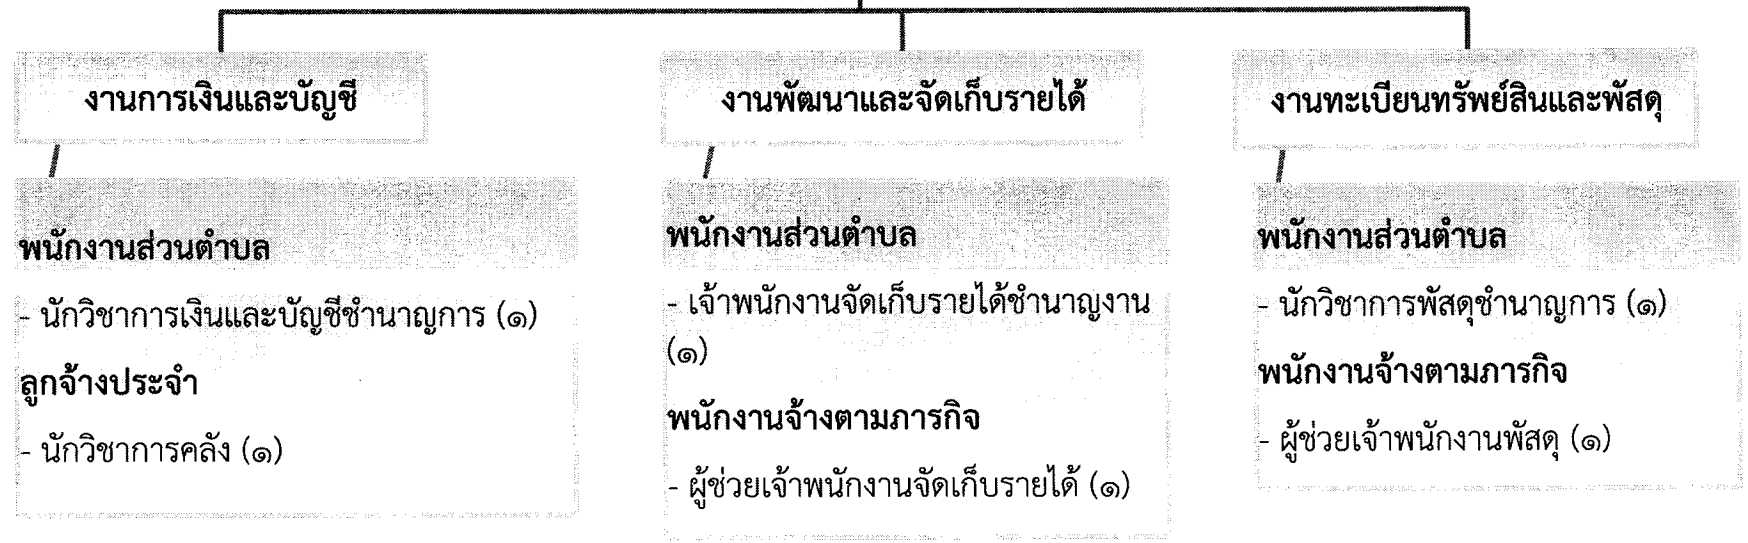 งานการเงินและบัญชี
พนักงานส่วนตำบล
- นักวิชาการเงินและบัญชีชำนาญการ (๑)
ลูกจ้างประจำ
- นักวิชาการคลัง (๑)
งานพัฒนาและจัดเก็บรายได้
พนักงานส่วนตำบล
- เจ้าพนักงานจัดเก็บรายได้ชำนาญงาน
(๑)
พนักงานจ้างตามภารกิจ
- ผู้ช่วยเจ้าพนักงานจัดเก็บรายได้ (๑)
งานทะเบียนทรัพย์สินและพัสดุ
พนักงานส่วนตำบล
- นักวิชาการพัสดุชำนาญการ (๑)
พนักงานจ้างตามภารกิจ
- ผู้ช่วยเจ้าพนักงานพัสดุ (๑)